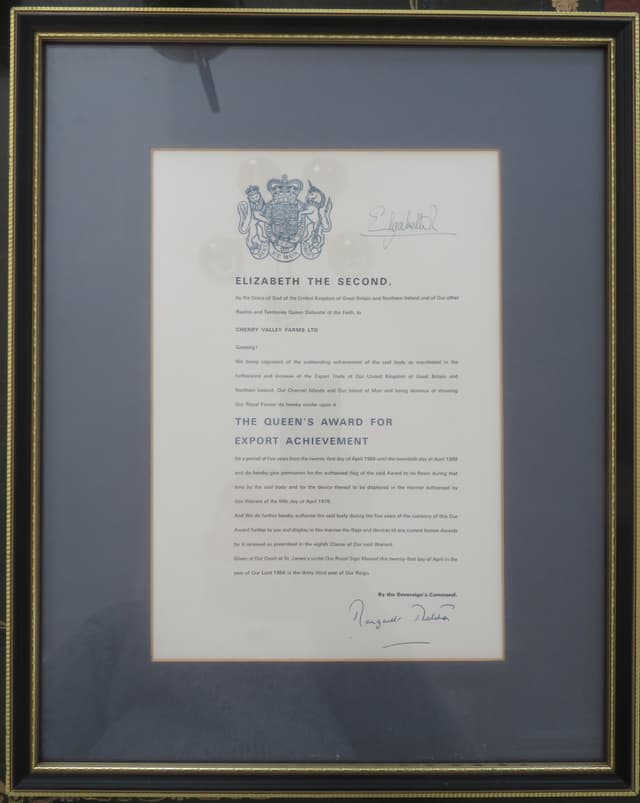 Elizabeth R
ELIZABETH THE SECOND,
by the Grace of God of the United Kingdom of Great Britain and Northern Ireland and of Our other
Realms and Territories Queen Defender of the Faith, to
CHERRY VALLEY FARMS LTD
Greeting!
We being cognisant of the outstanding achievement of the said body as manifested in the
furtherance and increase of the Export Trade of Our United Kingdom of Great Britain and
Northern Ireland, Our Channel Islands and Our Island of Man and being desirous of showing
Our Royal Favour do hereby confer upon it
THE QUEEN'S AWARD FOR
EXPORT ACHIEVEMENT
for a period of five years from the twenty-first day of April 1984 until the twentieth day of April 1989
and do hereby give permission for the authorised flag of the said Award to be flown during that
time by the said body and for the device thereof to be displayed in the manner authorised by
Our Warrant of the fifth day of April 1976.
And We do further hereby authorise the said body during the five years of the currency of this Our
Award further to use and display in like manner the flags and devices of any current former Awards
by it received as prescribed in the eighth Clause of Our said Warrant.
Given at Our Court at St. James's under Our Royal Sign Manual this twenty-first day of April in the
year of Our Lord 1984 in the thirty-third year of Our Reign.
By the Sovereign's Command.
Margaret Thatcher